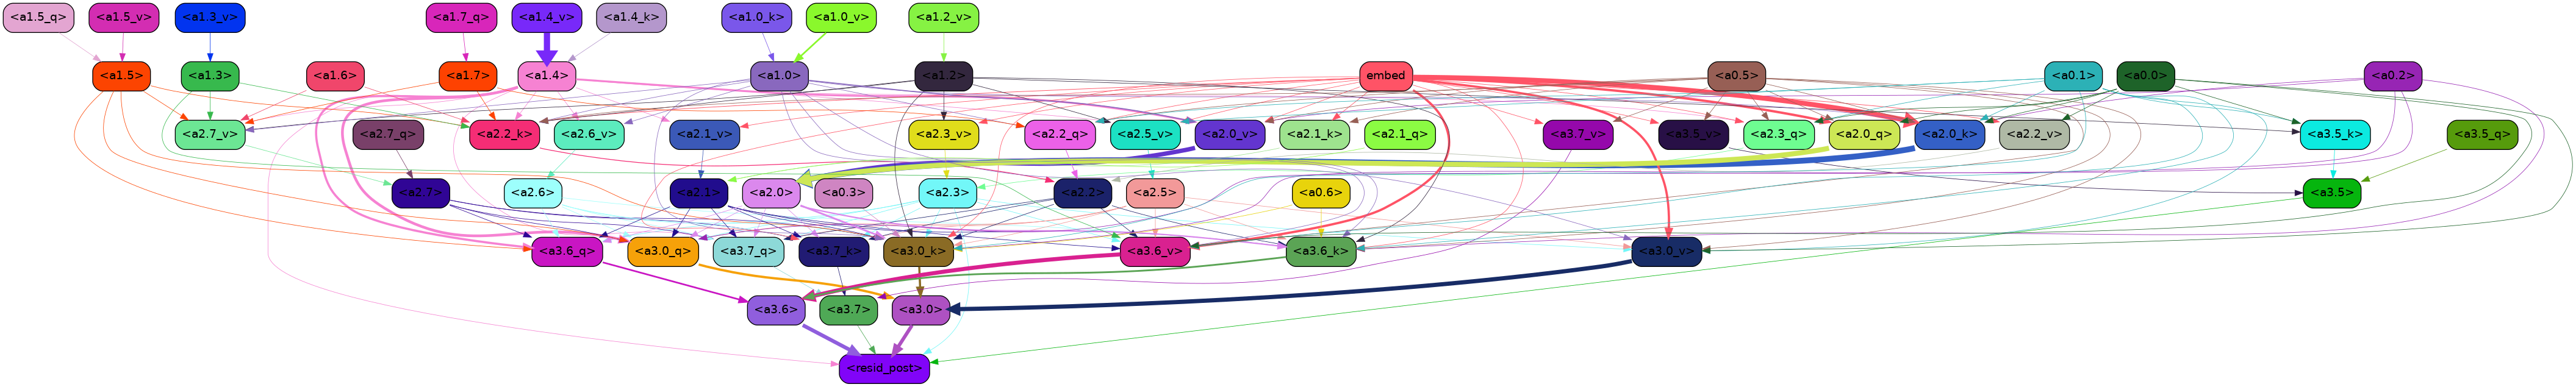 <a1.5_q> <a1.5_v> <a1.3_v> <a1.7_q> <a1.4_v> <a1.4_k> <a1.0_k> <a1.0_v> <a1.2_v>
<a1.5> <a1.3> <a1.6> <a1.7> <a1.4> <a1.0> <a1.2> embed <a0.5> <a0.1> <a0.0> <a0.2>
<a2.7_v> <a2.7_q> <a2.2_k> <a2.6_v> <a2.1_v> <a2.3_v> <a2.2_q> <a2.5_v> <a2.0_v> <a2.1_k> <a2.1_q> <a3.7_v> <a3.5_v> <a2.3_q> <a2.0_q> <a2.0_k> <a2.2_v> <a3.5_k> <a3.5_q>
<a2.7> <a2.6> <a2.1> <a2.0> <a0.3> <a2.3> <a2.2> <a2.5> <a0.6> <a3.5>
<a3.6_q> <a3.0_q> <a3.7_q> <a3.7_k> <a3.0_k> <a3.6_v> <a3.6_k> <a3.0_v>
<a3.6> <a3.7> <a3.0>
<resid_post>